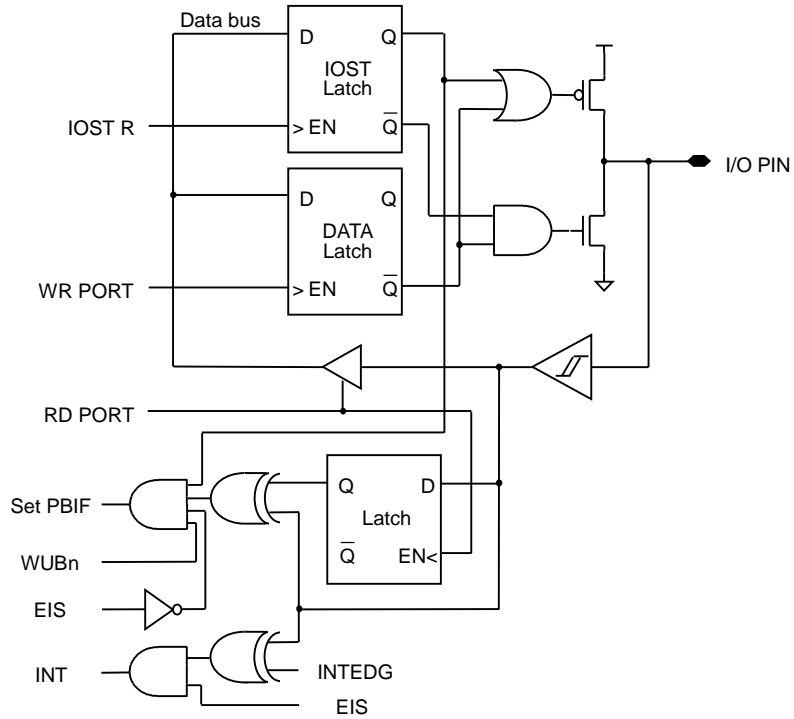 Data bus
D Q
IOST
Latch
IOST R
> EN Q
I/O PIN
D Q
DATA
Latch
WR PORT
> EN Q
RD PORT
Set PBIF
Q D
Latch
Q EN<
WUBn
EIS
INT
INTEDG
EIS